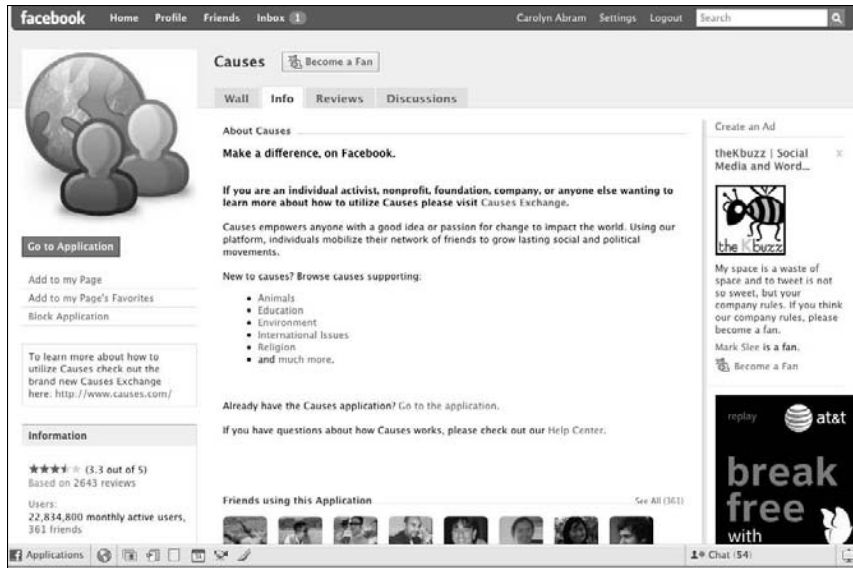 facebook Home Profile Friends Inbox 1 Carolyn Abram Settings Logout Search
Causes Become a Fan
Wall Info Reviews Discussions
Go to Application
Add to my Page
Add to my Page's Favorites
Block Application
To learn more about how to
utilize Causes check out the
brand new Causes Exchange
here: http://www.causes.com/
Information
(3.3 out of 5)
Based on 2643 reviews
Users:
22,834,800 monthly active users,
361 friends
About Causes
Make a difference, on Facebook.
If you are an individual activist, nonprofit, foundation, company, or anyone else wanting to
learn more about how to utilize Causes please visit Causes Exchange.
Causes empowers anyone with a good idea or passion for change to impact the world. Using our
platform, individuals mobilize their network of friends to grow lasting social and political
movements.
New to causes? Browse causes supporting:
• Animals
• Education
• Environment
• International Issues
• Religion
• and much more.
Already have the Causes application? Go to the application.
If you have questions about how Causes works, please check out our Help Center.
Friends using this Application See All (361)
Create an Ad
theKbuzz | Social x
Media and Word...
the Kbuzz
My space is a waste of
space and to tweet is not
so sweet, but your
company rules. If you think
our company rules, please
become a fan.
Mark Slee is a fan.
Become a Fan
replay at&t
break
free
with
Applications 31 Chat (54)